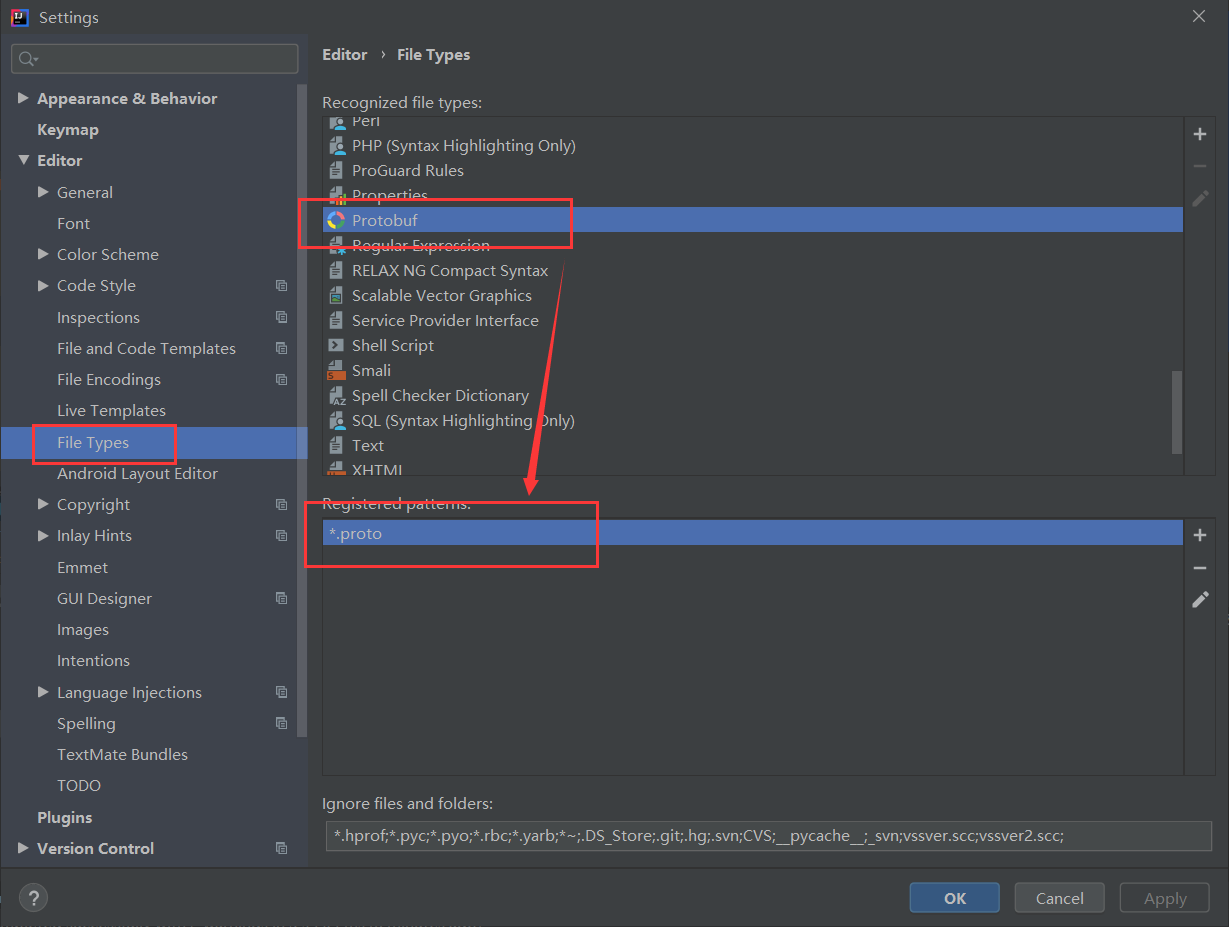 Settings
Appearance & Behavior
Keymap
Editor
General
Font
Color Scheme
Code Style
Inspections
File and Code Templates
File Encodings
Live Templates
File Types
Android Layout Editor
Copyright
Inlay Hints
Emmet
GUI Designer
Images
Intentions
Language Injections
Spelling
TextMate Bundles
TODO
Plugins
Version Control
Editor › File Types
Recognized file types:
Perl
PHP (Syntax Highlighting Only)
ProGuard Rules
Properties
Protobuf
Regular Expression
RELAX NG Compact Syntax
Scalable Vector Graphics
Service Provider Interface
Shell Script
Smali
Spell Checker Dictionary
SQL (Syntax Highlighting Only)
Text
XHTML
Registered patterns:
*.proto
Ignore files and folders:
*.hprof;*.pyc;*.pyo;*.rbc;*.yarb;*~;.DS_Store;.git;.hg;.svn;CVS;__pycache__;_svn;vssver.scc;vssver2.scc;
?
OK
Cancel
Apply